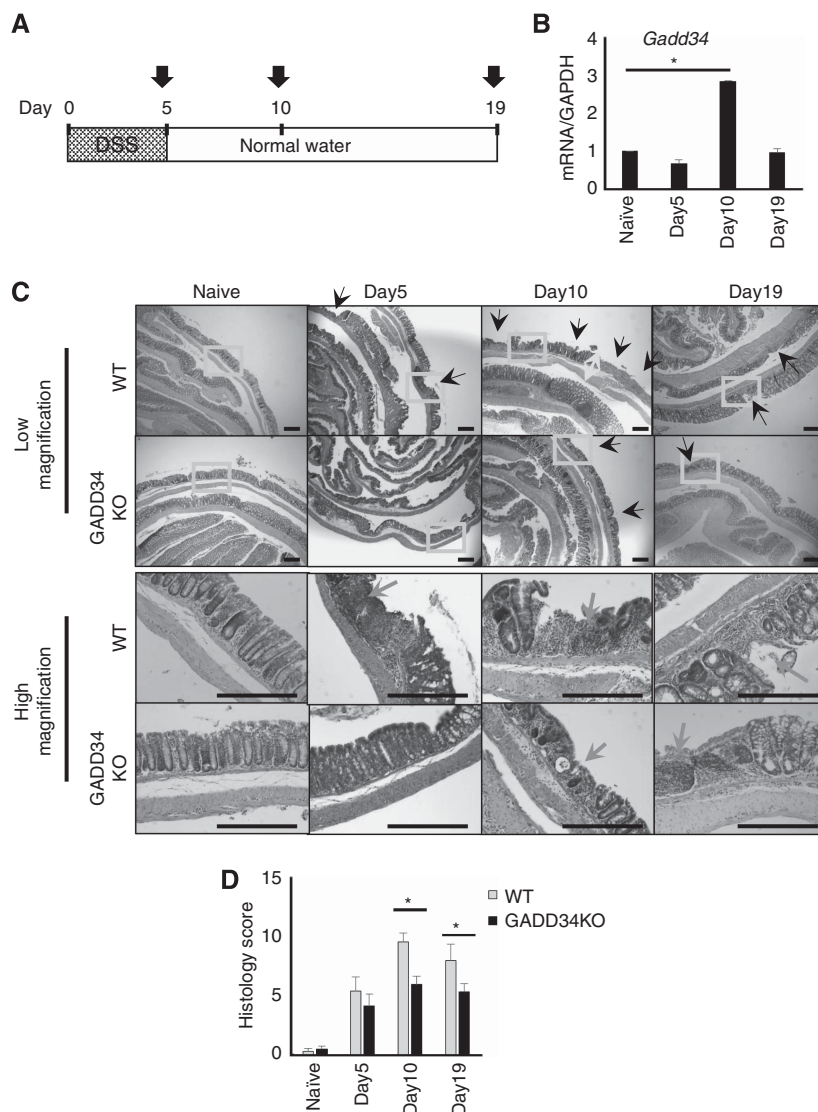 A
Day 0 5 10 19
DSS Normal water
B
Gadd34
*
mRNA/GAPDH
4
3
2
1
0
Naïve
Day5
Day10
Day19
C
Naive Day5 Day10 Day19
Low magnification
WT
GADD34 KO
High magnification
WT
GADD34 KO
D
Histology score
15
10
5
0
* *
WT
GADD34KO
Naïve
Day5
Day10
Day19